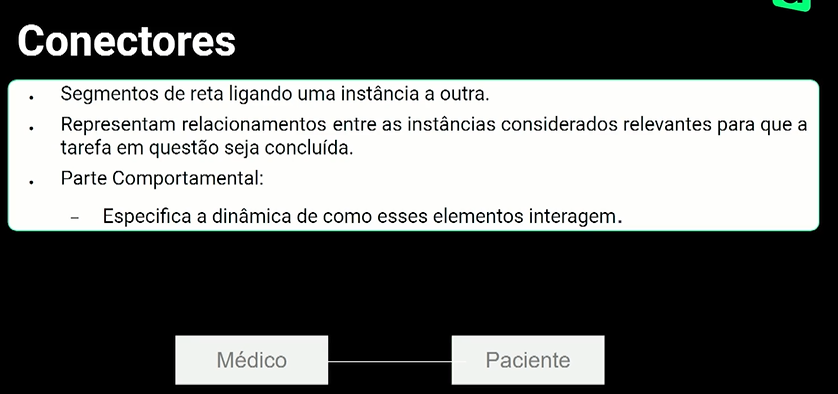 Conectores
• Segmentos de reta ligando uma instância a outra.
• Representam relacionamentos entre as instâncias considerados relevantes para que a
tarefa em questão seja concluída.
• Parte Comportamental:
– Especifica a dinâmica de como esses elementos interagem.
Médico
Paciente